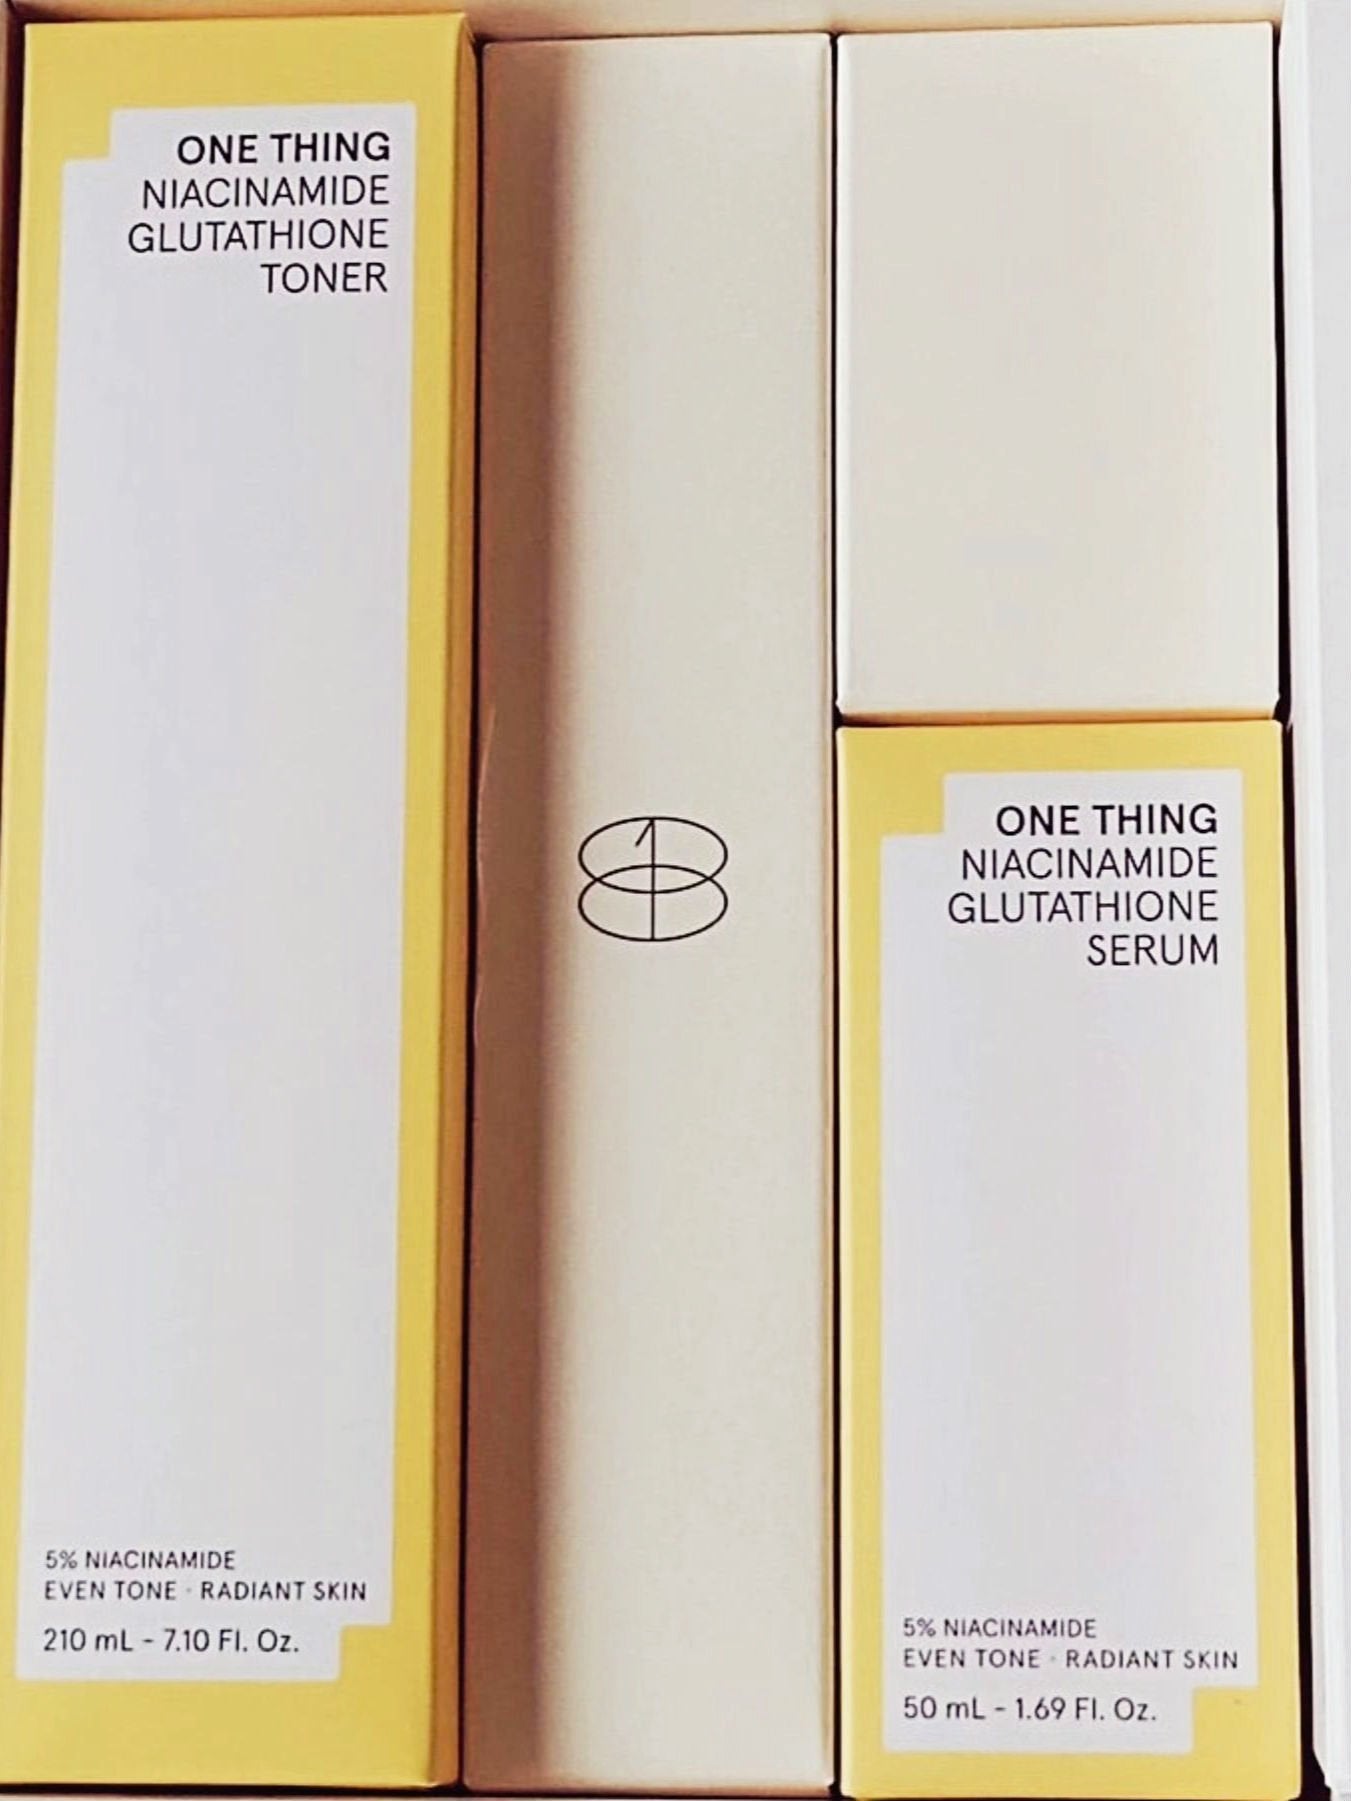 ONE THING
NIACINAMIDE
GLUTATHIONE
TONER
5% NIACINAMIDE
EVEN TONE · RADIANT SKIN
210 mL - 7.10 Fl. Oz.
1
ONE THING
NIACINAMIDE
GLUTATHIONE
SERUM
5% NIACINAMIDE
EVEN TONE · RADIANT SKIN
50 mL - 1.69 Fl. Oz.